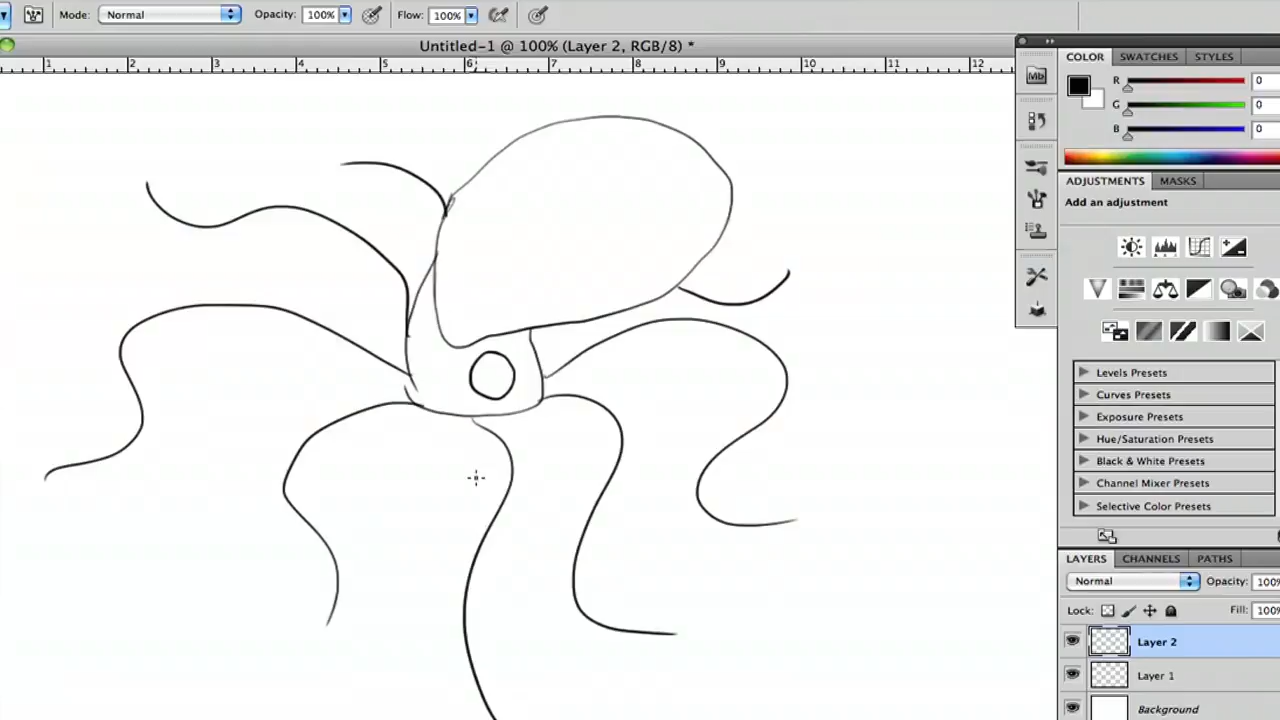 Mode: Normal Opacity: 100% Flow: 100%
Untitled-1 @ 100% (Layer 2, RGB/8) *
1 2 3 4 5 6 7 8 9 10 11 12
Mb
COLOR SWATCHES STYLES
R 0
G 0
B 0
ADJUSTMENTS MASKS
Add an adjustment
Levels Presets
Curves Presets
Exposure Presets
Hue/Saturation Presets
Black & White Presets
Channel Mixer Presets
Selective Color Presets
LAYERS CHANNELS PATHS
Normal Opacity: 100%
Lock: Fill: 100%
Layer 2
Layer 1
Background